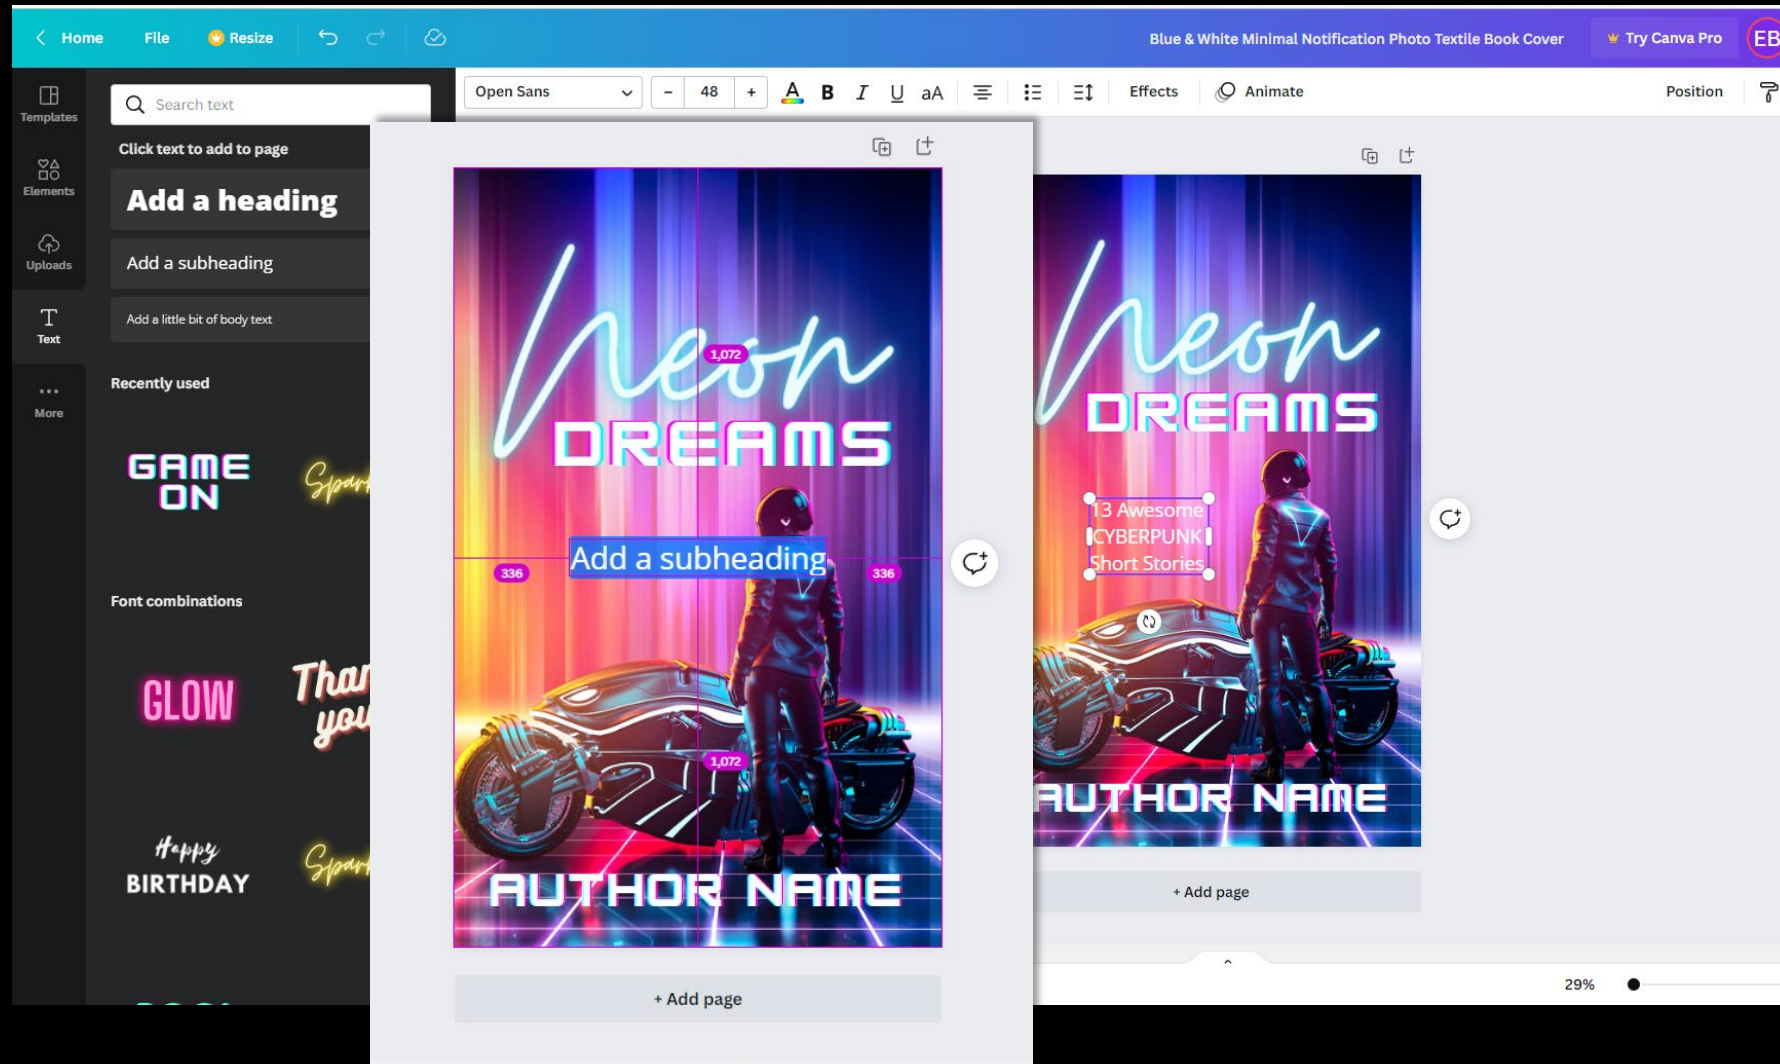 Home
File
Resize
Blue & White Minimal Notification Photo Textile Book Cover
Try Canva Pro
EB
Templates
Elements
Uploads
Text
More
Search text
Click text to add to page
Add a heading
Add a subheading
Add a little bit of body text
Recently used
GAME
ON
Font combinations
GLOW
you
Happy
BIRTHDAY
Open Sans
- 48 +
A B I U aA
Effects
Animate
Position
Neon
1,072
DREAMS
Add a subheading
336
336
1,072
AUTHOR NAME
+ Add page
Neon
DREAMS
13 Awesome
CYBERPUNK
Short Stories
AUTHOR NAME
+ Add page
29%